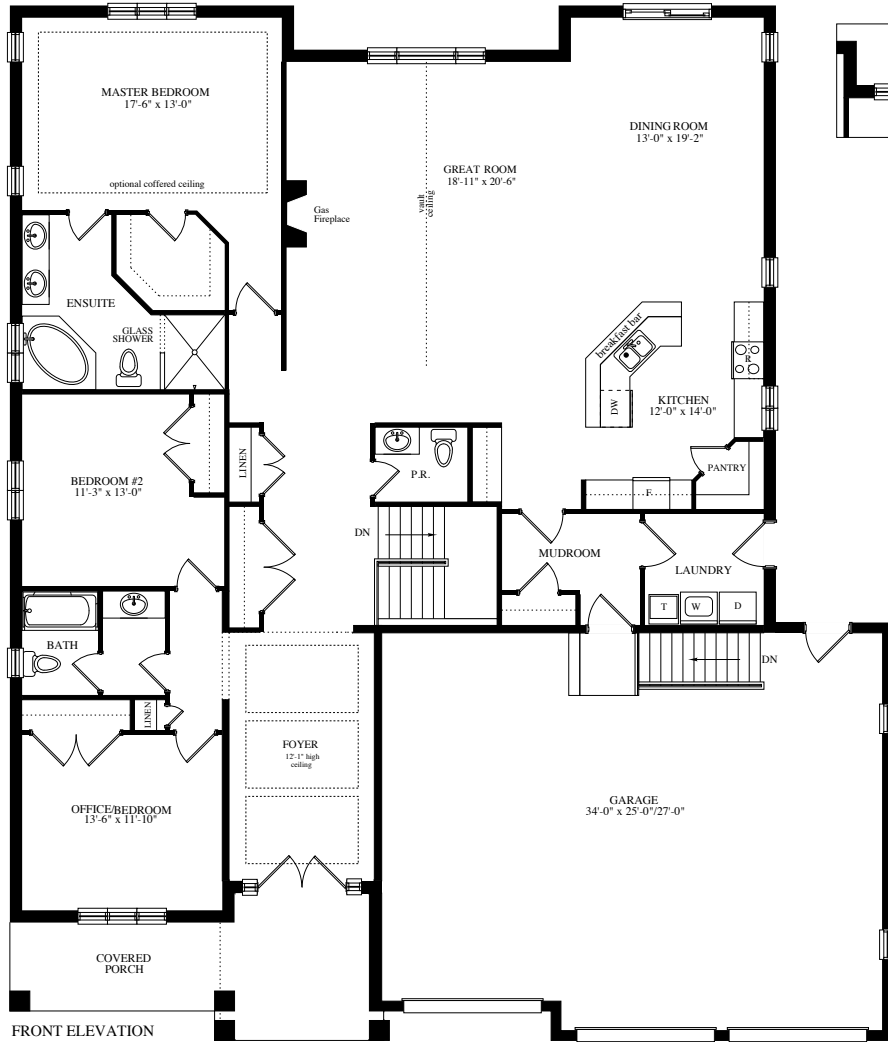 MASTER BEDROOM
17'-6" x 13'-0"
optional coffered ceiling
DINING ROOM
13'-0" x 19'-2"
GREAT ROOM
18'-11" x 20'-6"
vault
ceiling
Gas
Fireplace
ENSUITE
GLASS
SHOWER
breakfast bar
R
DW
KITCHEN
12'-0" x 14'-0"
PANTRY
F
LINEN
P.R.
BEDROOM #2
11'-3" x 13'-0"
DN
MUDROOM
LAUNDRY
T
W
D
BATH
DN
LINEN
FOYER
12'-1" high
ceiling
OFFICE/BEDROOM
13'-6" x 11'-10"
GARAGE
34'-0" x 25'-0"/27'-0"
COVERED
PORCH
FRONT ELEVATION